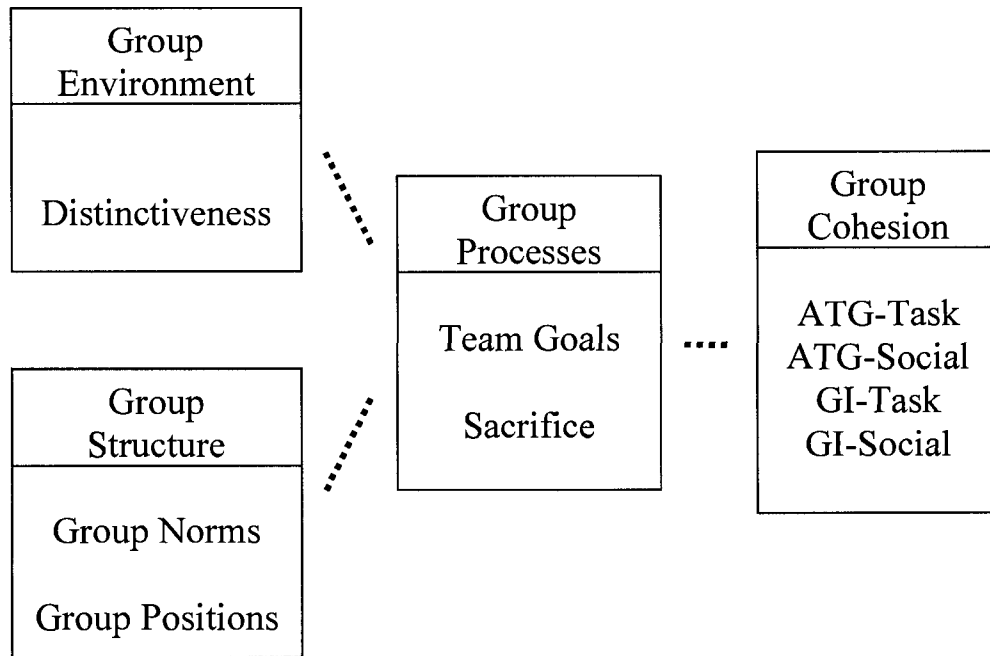 Group
Environment
Distinctiveness
Group
Structure
Group Norms
Group Positions
Group
Processes
Team Goals
Sacrifice
Group
Cohesion
ATG-Task
ATG-Social
GI-Task
GI-Social